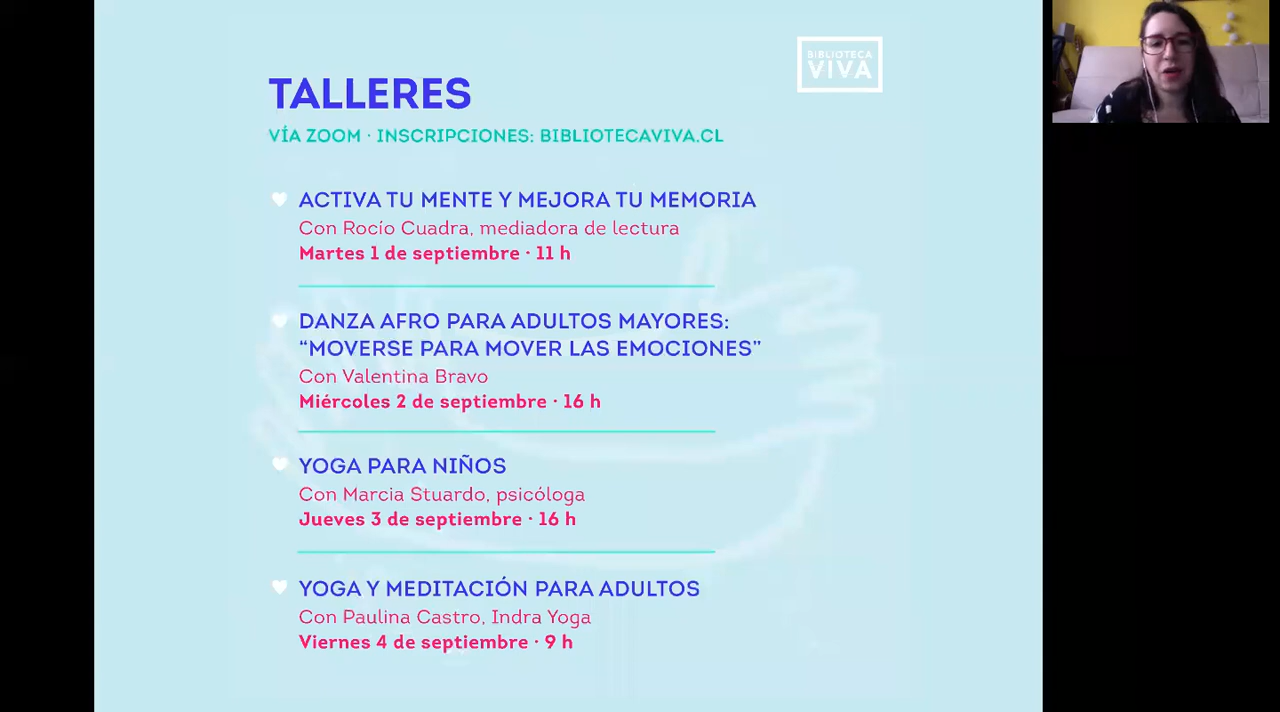 BIBLIOTECA
VIVA
TALLERES
VÍA ZOOM · INSCRIPCIONES: BIBLIOTECAVIVA.CL
ACTIVA TU MENTE Y MEJORA TU MEMORIA
Con Rocío Cuadra, mediadora de lectura
Martes 1 de septiembre · 11 h
DANZA AFRO PARA ADULTOS MAYORES:
“MOVERSE PARA MOVER LAS EMOCIONES”
Con Valentina Bravo
Miércoles 2 de septiembre · 16 h
YOGA PARA NIÑOS
Con Marcia Stuardo, psicóloga
Jueves 3 de septiembre · 16 h
YOGA Y MEDITACIÓN PARA ADULTOS
Con Paulina Castro, Indra Yoga
Viernes 4 de septiembre · 9 h